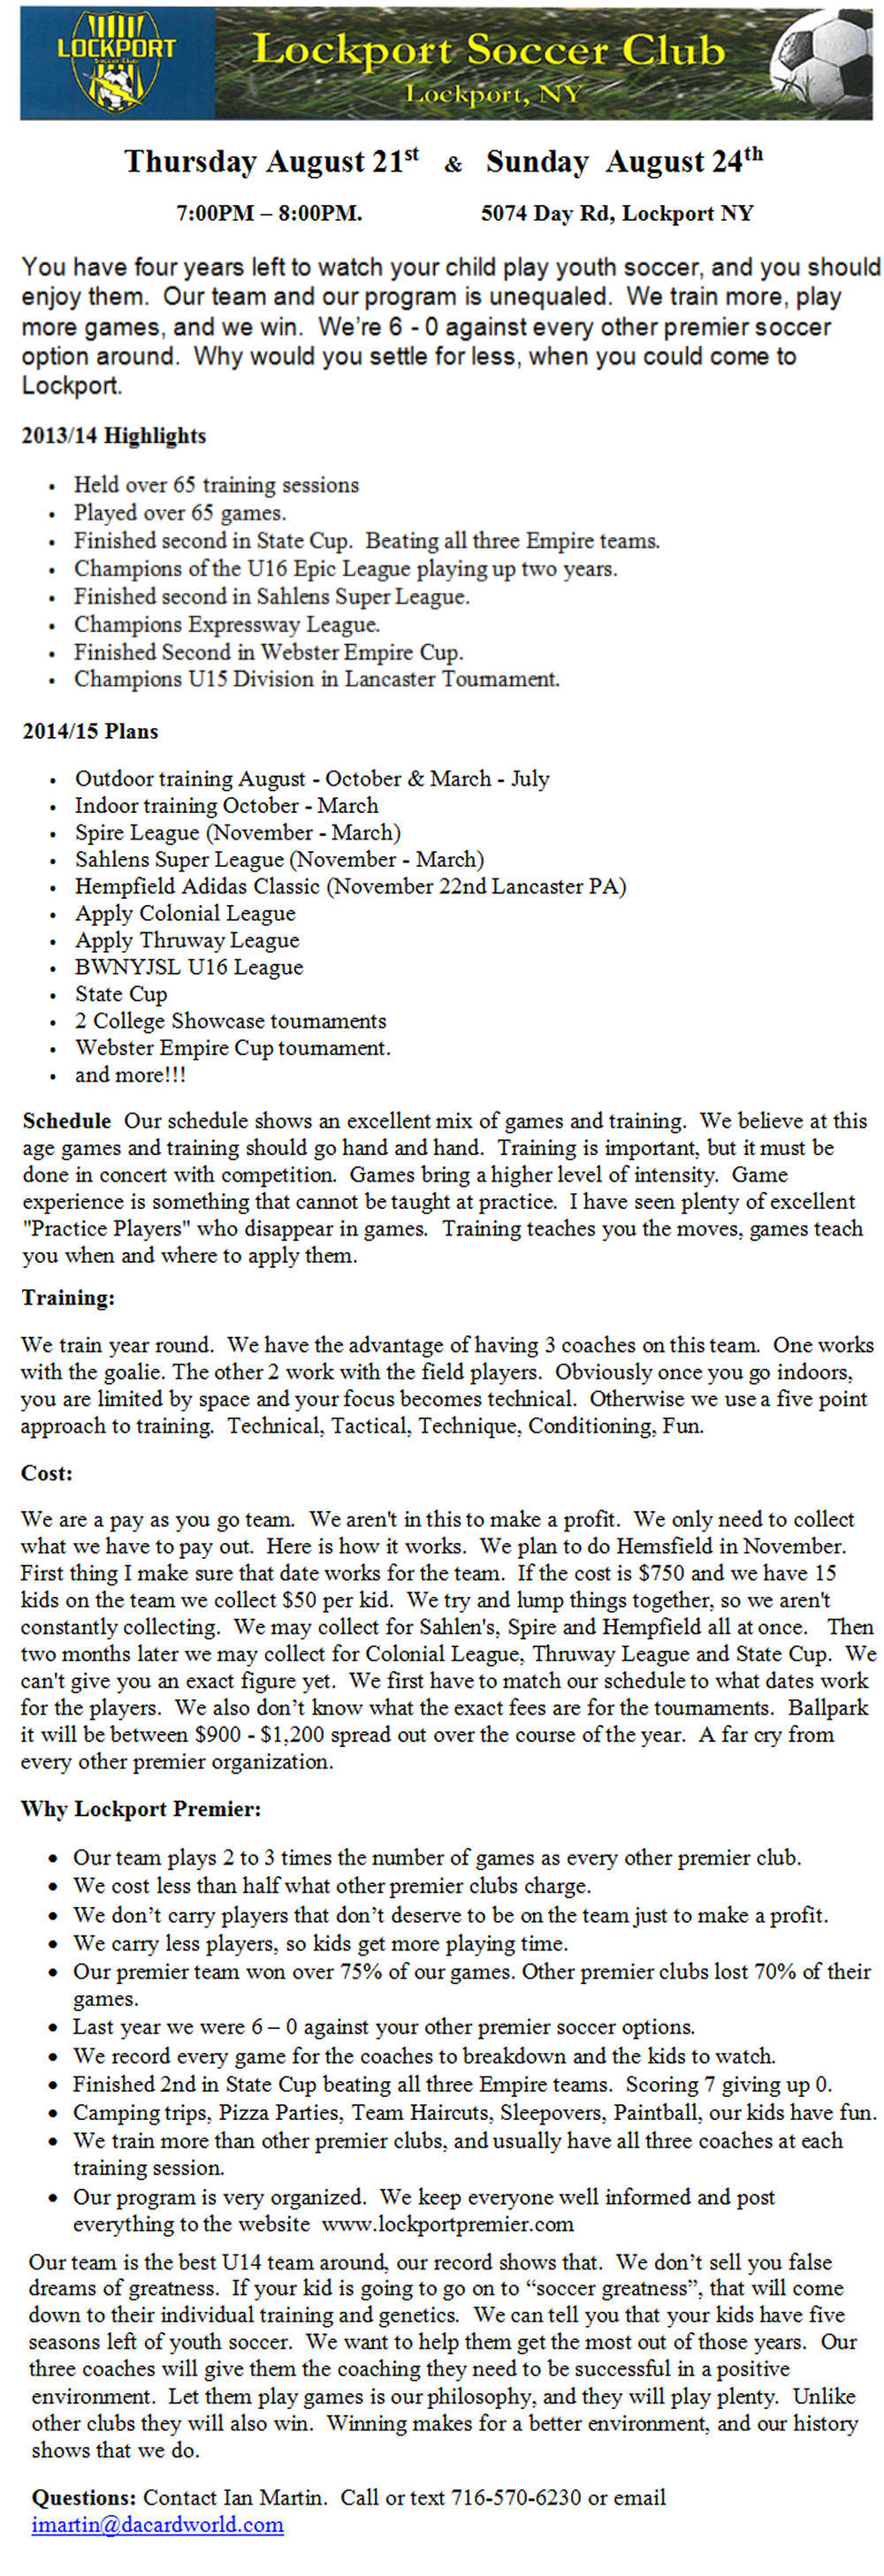 LOCKPORT
Soccer Club
Lockport Soccer Club
Lockport, NY
Thursday August 21st & Sunday August 24th
7:00PM – 8:00PM. 5074 Day Rd, Lockport NY
You have four years left to watch your child play youth soccer, and you should
enjoy them. Our team and our program is unequaled. We train more, play
more games, and we win. We’re 6 - 0 against every other premier soccer
option around. Why would you settle for less, when you could come to
Lockport.
2013/14 Highlights
• Held over 65 training sessions
• Played over 65 games.
• Finished second in State Cup. Beating all three Empire teams.
• Champions of the U16 Epic League playing up two years.
• Finished second in Sahlens Super League.
• Champions Expressway League.
• Finished Second in Webster Empire Cup.
• Champions U15 Division in Lancaster Tournament.
2014/15 Plans
• Outdoor training August - October & March - July
• Indoor training October - March
• Spire League (November - March)
• Sahlens Super League (November - March)
• Hempfield Adidas Classic (November 22nd Lancaster PA)
• Apply Colonial League
• Apply Thruway League
• BWNYJSL U16 League
• State Cup
• 2 College Showcase tournaments
• Webster Empire Cup tournament.
• and more!!!
Schedule Our schedule shows an excellent mix of games and training. We believe at this
age games and training should go hand and hand. Training is important, but it must be
done in concert with competition. Games bring a higher level of intensity. Game
experience is something that cannot be taught at practice. I have seen plenty of excellent
"Practice Players" who disappear in games. Training teaches you the moves, games teach
you when and where to apply them.
Training:
We train year round. We have the advantage of having 3 coaches on this team. One works
with the goalie. The other 2 work with the field players. Obviously once you go indoors,
you are limited by space and your focus becomes technical. Otherwise we use a five point
approach to training. Technical, Tactical, Technique, Conditioning, Fun.
Cost:
We are a pay as you go team. We aren't in this to make a profit. We only need to collect
what we have to pay out. Here is how it works. We plan to do Hemsfield in November.
First thing I make sure that date works for the team. If the cost is $750 and we have 15
kids on the team we collect $50 per kid. We try and lump things together, so we aren't
constantly collecting. We may collect for Sahlen's, Spire and Hempfield all at once. Then
two months later we may collect for Colonial League, Thruway League and State Cup. We
can't give you an exact figure yet. We first have to match our schedule to what dates work
for the players. We also don’t know what the exact fees are for the tournaments. Ballpark
it will be between $900 - $1,200 spread out over the course of the year. A far cry from
every other premier organization.
Why Lockport Premier:
• Our team plays 2 to 3 times the number of games as every other premier club.
• We cost less than half what other premier clubs charge.
• We don’t carry players that don’t deserve to be on the team just to make a profit.
• We carry less players, so kids get more playing time.
• Our premier team won over 75% of our games. Other premier clubs lost 70% of their
games.
• Last year we were 6 – 0 against your other premier soccer options.
• We record every game for the coaches to breakdown and the kids to watch.
• Finished 2nd in State Cup beating all three Empire teams. Scoring 7 giving up 0.
• Camping trips, Pizza Parties, Team Haircuts, Sleepovers, Paintball, our kids have fun.
• We train more than other premier clubs, and usually have all three coaches at each
training session.
• Our program is very organized. We keep everyone well informed and post
everything to the website www.lockportpremier.com
Our team is the best U14 team around, our record shows that. We don’t sell you false
dreams of greatness. If your kid is going to go on to “soccer greatness”, that will come
down to their individual training and genetics. We can tell you that your kids have five
seasons left of youth soccer. We want to help them get the most out of those years. Our
three coaches will give them the coaching they need to be successful in a positive
environment. Let them play games is our philosophy, and they will play plenty. Unlike
other clubs they will also win. Winning makes for a better environment, and our history
shows that we do.
Questions: Contact Ian Martin. Call or text 716-570-6230 or email
imartin@dacardworld.com